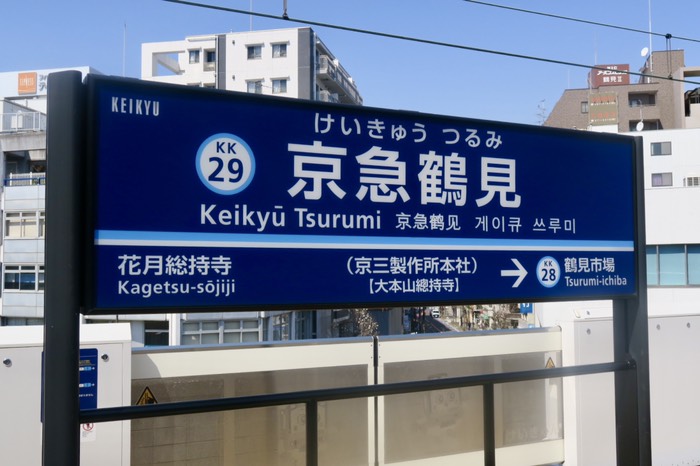 KEIKYU
けいきゅう つるみ
KK
29
京急鶴見
Keikyū Tsurumi 京急鹤见 게이큐 쓰루미
花月総持寺
Kagetsu-sōjiji
（京三製作所本社）
【大本山總持寺】
→
KK
28
鶴見市場
Tsurumi-ichiba